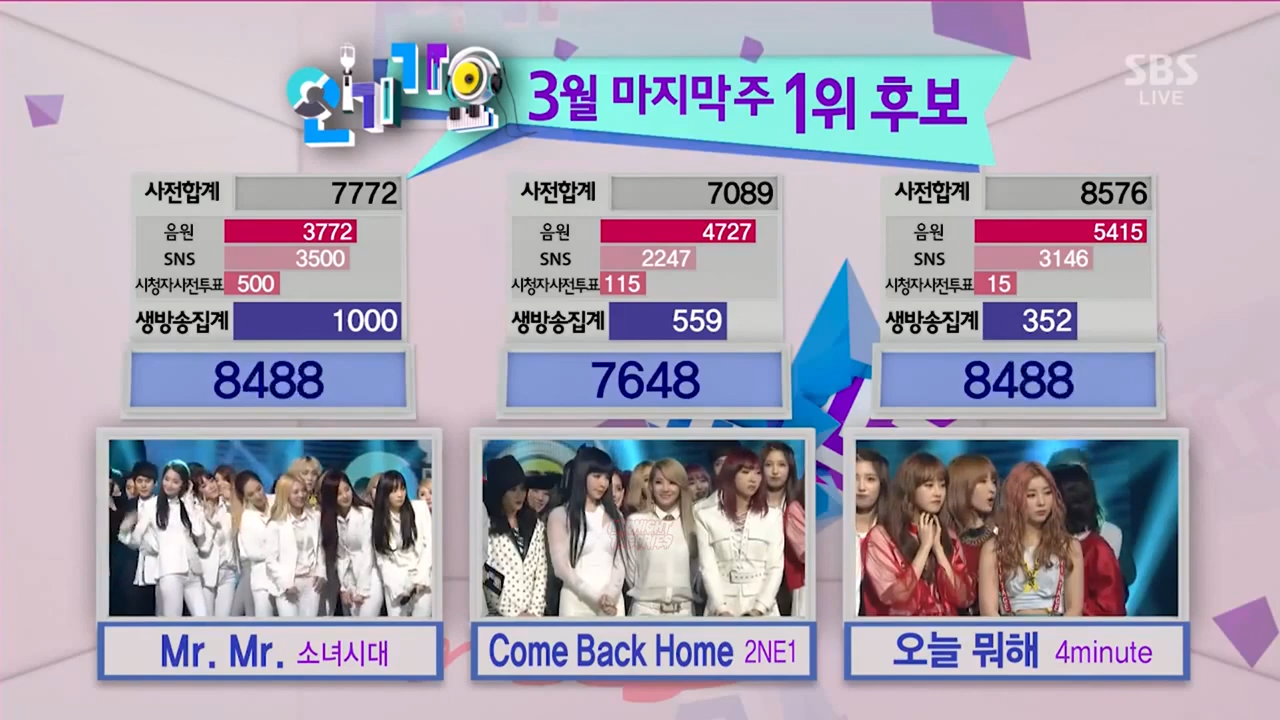 인기가요
3월 마지막주 1위 후보
SBS
LIVE
사전합계 7772
음원 3772
SNS 3500
시청자사전투표 500
생방송집계 1000
8488
Mr. Mr. 소녀시대
사전합계 7089
음원 4727
SNS 2247
시청자사전투표 115
생방송집계 559
7648
Come Back Home 2NE1
사전합계 8576
음원 5415
SNS 3146
시청자사전투표 15
생방송집계 352
8488
오늘 뭐해 4minute